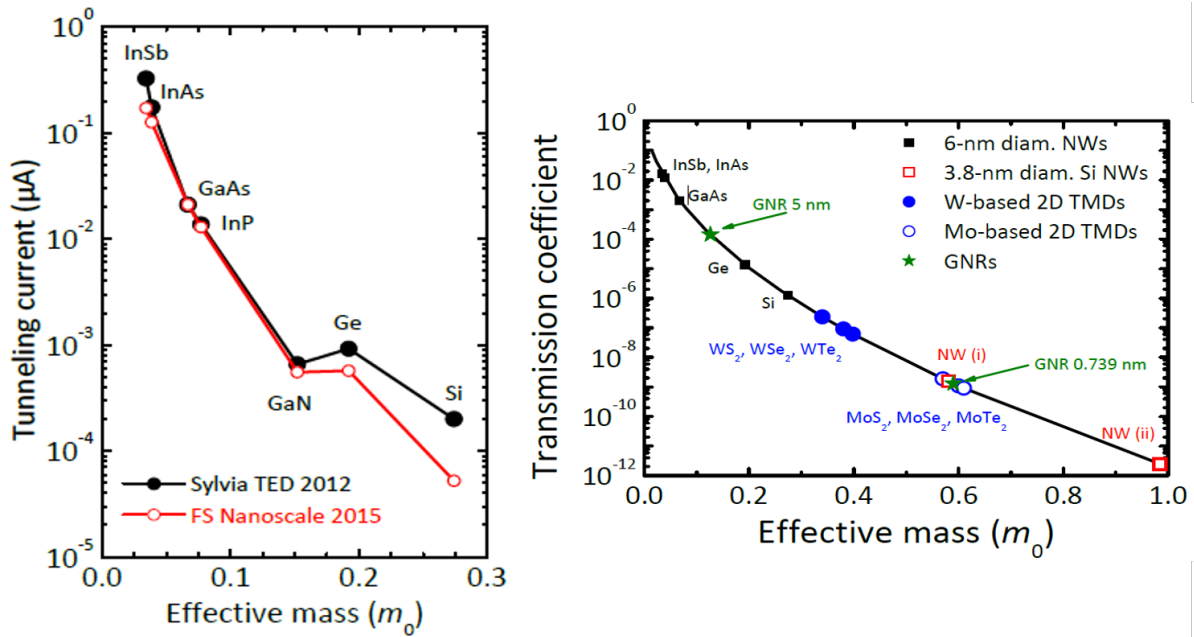 10⁰
InSb
InAs
10⁻¹
GaAs
10⁻²
InP
10⁻³
Ge
GaN
Si
10⁻⁴
Sylvia TED 2012
FS Nanoscale 2015
10⁻⁵
0.0 0.1 0.2 0.3
Tunneling current (µA)
Effective mass (m₀)
10⁰
6-nm diam. NWs
3.8-nm diam. Si NWs
InSb, InAs
10⁻²
GaAs
GNR 5 nm
W-based 2D TMDs
Mo-based 2D TMDs
10⁻⁴
GNRs
Ge
10⁻⁶
Si
WS₂, WSe₂, WTe₂
10⁻⁸
NW (i)
GNR 0.739 nm
10⁻¹⁰
MoS₂, MoSe₂, MoTe₂
NW (ii)
10⁻¹²
0.0 0.2 0.4 0.6 0.8 1.0
Transmission coefficient
Effective mass (m₀)